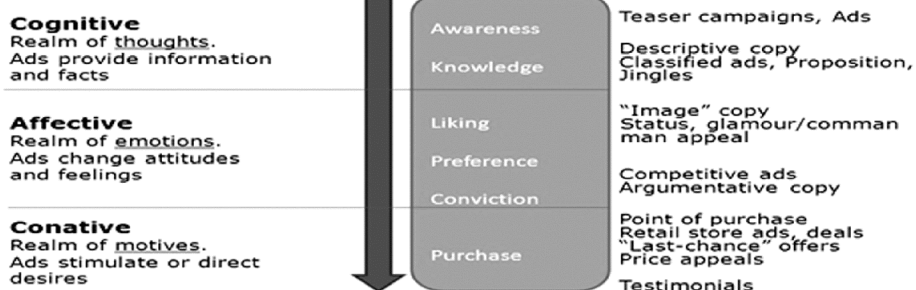 Cognitive
Realm of thoughts.
Ads provide information
and facts
Affective
Realm of emotions.
Ads change attitudes
and feelings
Conative
Realm of motives.
Ads stimulate or direct
desires
Awareness
Knowledge
Liking
Preference
Conviction
Purchase
Teaser campaigns, Ads
Descriptive copy
Classified ads, Proposition,
Jingles
“Image” copy
Status, glamour/comman
man appeal
Competitive ads
Argumentative copy
Point of purchase
Retail store ads, deals
“Last-chance” offers
Price appeals
Testimonials